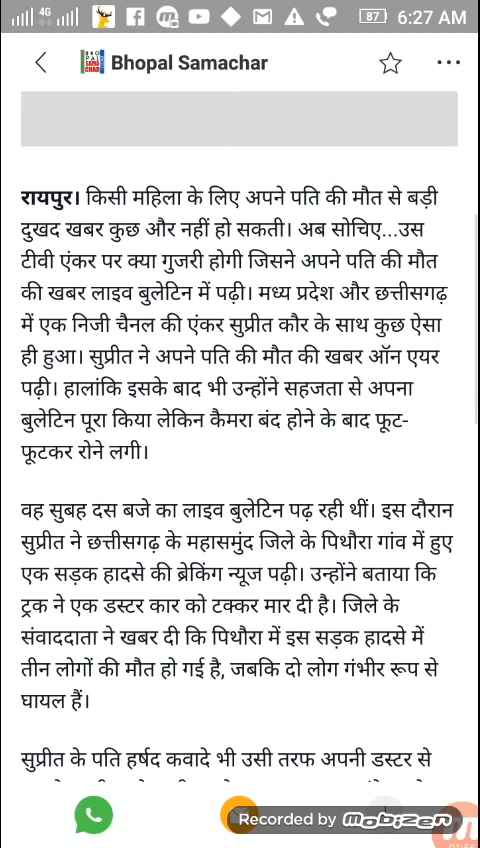 4G 87 6:27 AM
BHOPAL SAMACHAR Bhopal Samachar
रायपुर। किसी महिला के लिए अपने पति की मौत से बड़ी
दुखद खबर कुछ और नहीं हो सकती। अब सोचिए...उस
टीवी एंकर पर क्या गुजरी होगी जिसने अपने पति की मौत
की खबर लाइव बुलेटिन में पढ़ी। मध्य प्रदेश और छत्तीसगढ़
में एक निजी चैनल की एंकर सुप्रीत कौर के साथ कुछ ऐसा
ही हुआ। सुप्रीत ने अपने पति की मौत की खबर ऑन एयर
पढ़ी। हालांकि इसके बाद भी उन्होंने सहजता से अपना
बुलेटिन पूरा किया लेकिन कैमरा बंद होने के बाद फूट-
फूटकर रोने लगी।
वह सुबह दस बजे का लाइव बुलेटिन पढ़ रही थीं। इस दौरान
सुप्रीत ने छत्तीसगढ़ के महासमुंद जिले के पिथौरा गांव में हुए
एक सड़क हादसे की ब्रेकिंग न्यूज पढ़ी। उन्होंने बताया कि
ट्रक ने एक डस्टर कार को टक्कर मार दी है। जिले के
संवाददाता ने खबर दी कि पिथौरा में इस सड़क हादसे में
तीन लोगों की मौत हो गई है, जबकि दो लोग गंभीर रूप से
घायल हैं।
सुप्रीत के पति हर्षद कवादे भी उसी तरफ अपनी डस्टर से
Recorded by mobizen